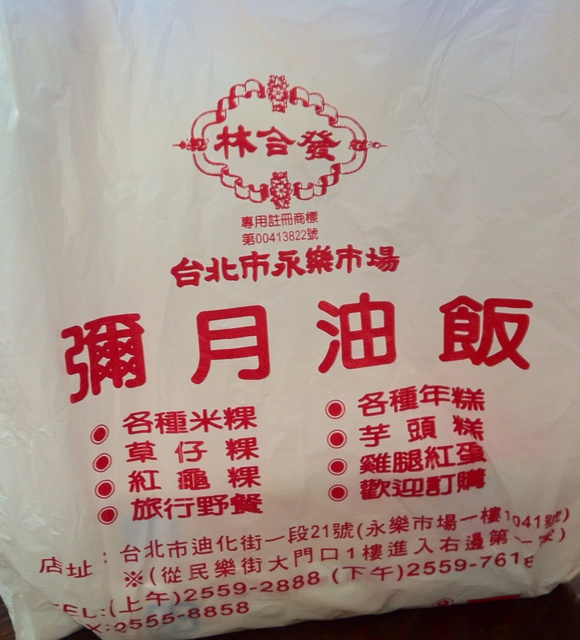 林合發
專用註冊商標
第00413822號
台北市永樂市場
彌月油飯
◉各種米粿
◉草仔粿
◉紅龜粿
◉旅行野餐
◉各種年糕
◉芋頭糕
◉雞腿紅蛋
◉歡迎訂購
店址：台北市迪化街一段21號(永樂市場一樓1041號)
※(從民樂街大門口1樓進入右邊第一家)
TEL:(上午)2559-2888 (下午)2559-7618
X:2555-8858